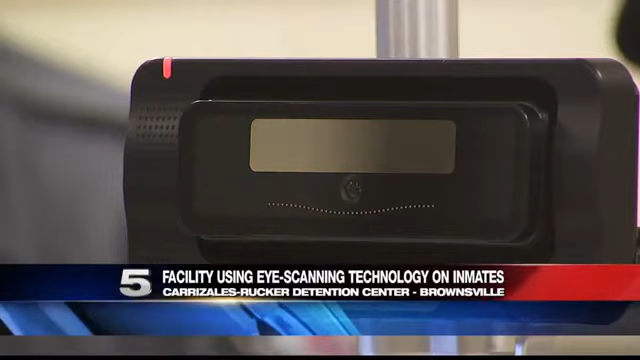 5
FACILITY USING EYE-SCANNING TECHNOLOGY ON INMATES
CARRIZALES-RUCKER DETENTION CENTER - BROWNSVILLE